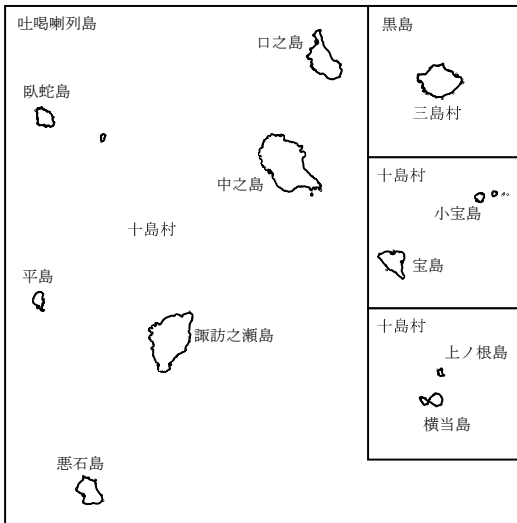 吐喝喇列島
口之島
臥蛇島
中之島
十島村
平島
諏訪之瀬島
悪石島
黒島
三島村
十島村
小宝島
宝島
十島村
上ノ根島
横当島